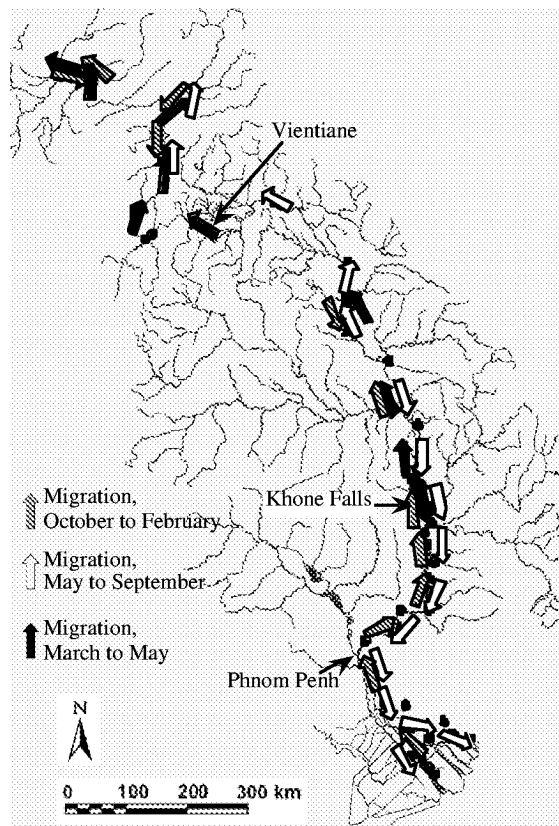 Vientiane
Khone Falls
Migration,
October to February
Migration,
May to September
Migration,
March to May
Phnom Penh
N
0 100 200 300 km